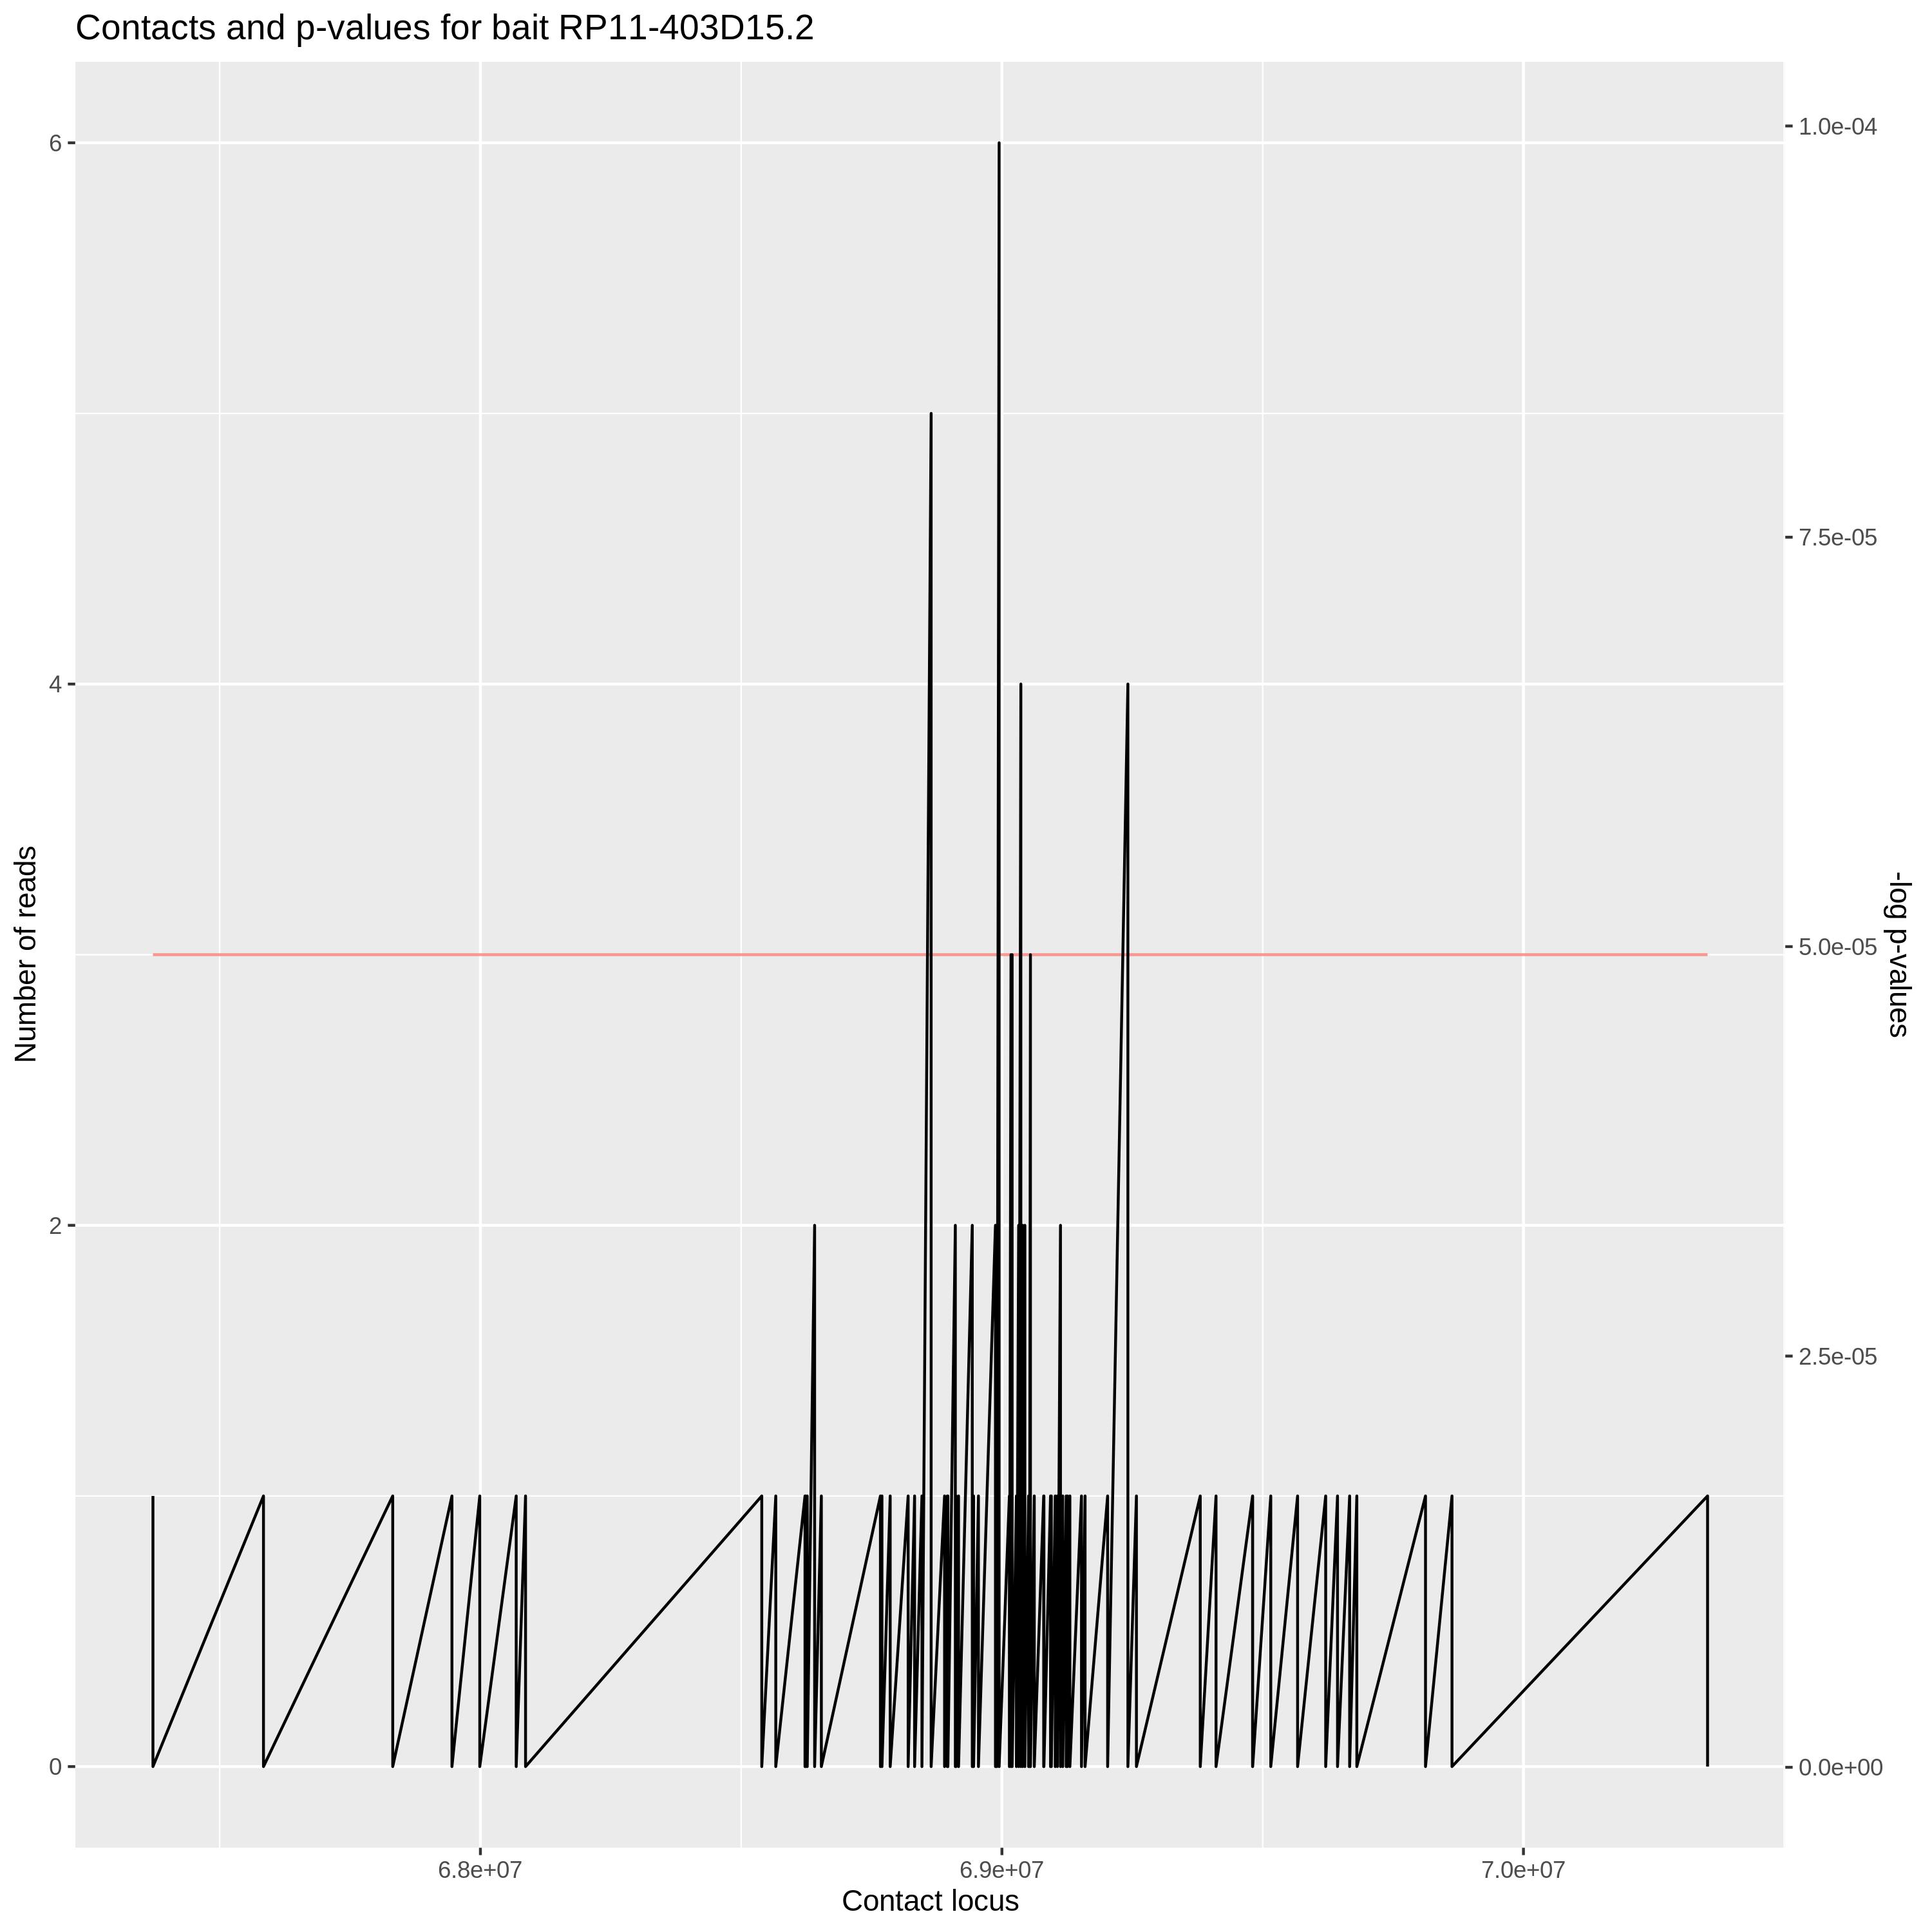 Contacts and p-values for bait RP11-403D15.2
6
4
2
0
Number of reads
1.0e-04
7.5e-05
5.0e-05
2.5e-05
0.0e+00
-log p-values
6.8e+07
6.9e+07
7.0e+07
Contact locus